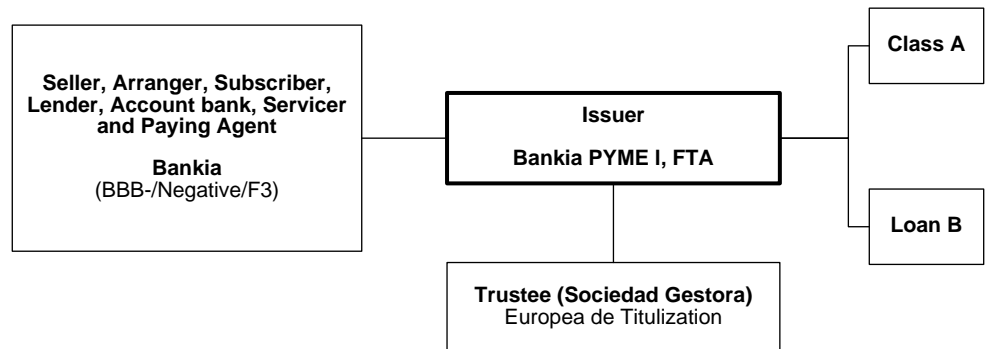 Seller, Arranger, Subscriber,
Lender, Account bank, Servicer
and Paying Agent
Bankia
(BBB-/Negative/F3)
Issuer
Bankia PYME I, FTA
Class A
Loan B
Trustee (Sociedad Gestora)
Europea de Titulization